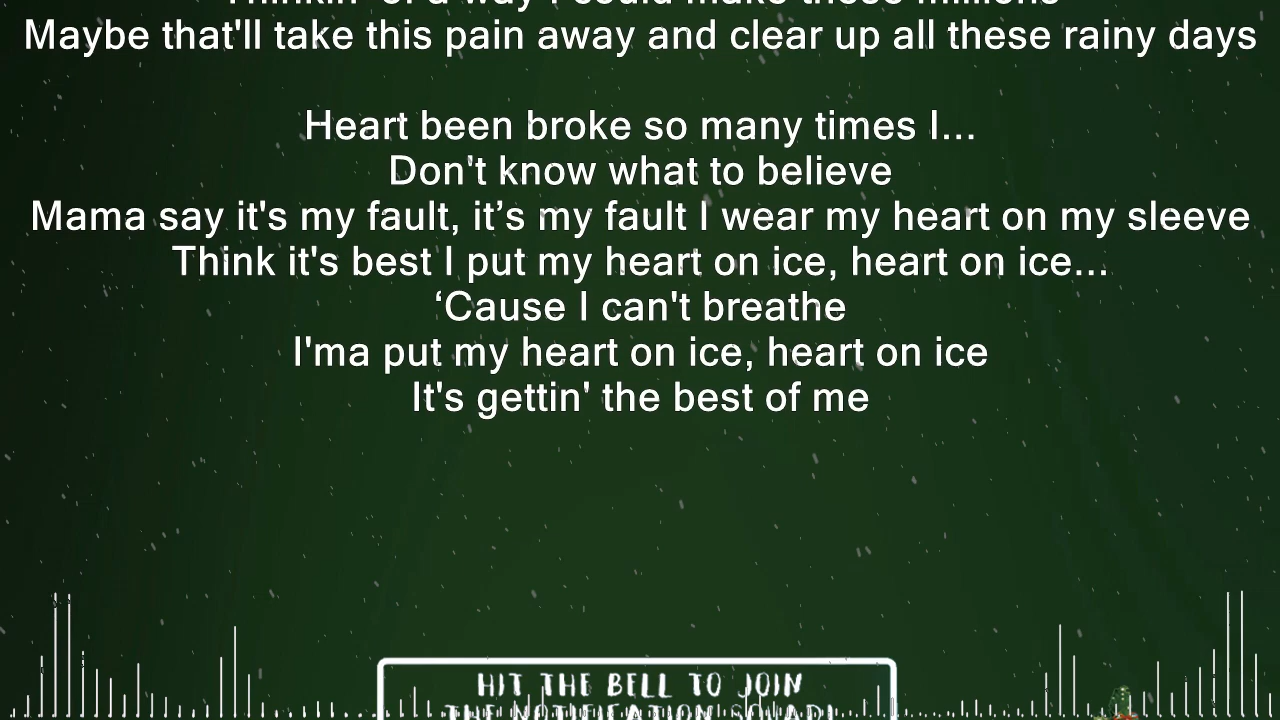 Thinkin' of a way I could make these millions
Maybe that'll take this pain away and clear up all these rainy days
Heart been broke so many times I...
Don't know what to believe
Mama say it's my fault, it’s my fault I wear my heart on my sleeve
Think it's best I put my heart on ice, heart on ice...
‘Cause I can't breathe
I'ma put my heart on ice, heart on ice
It's gettin' the best of me
HIT THE BELL TO JOIN
THE NOTIFICATION SQUAD!